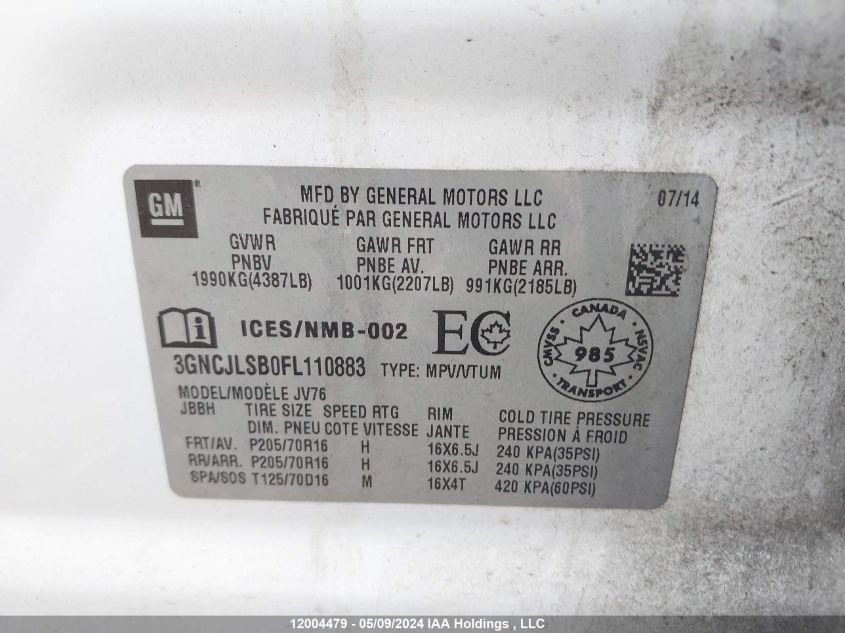 GM®
MFD BY GENERAL MOTORS LLC
07/14
FABRIQUÉ PAR GENERAL MOTORS LLC
GVWR GAWR FRT GAWR RR
PNBV PNBE AV. PNBE ARR.
1990KG(4387LB) 1001KG(2207LB) 991KG(2185LB)
i ICES/NMB-002 EC
CANADA
CMVSS 985 NSVAC
TRANSPORT
3GNCJLSB0FL110883 TYPE: MPV/VTUM
MODEL/MODÈLE JV76
JBBH TIRE SIZE SPEED RTG RIM COLD TIRE PRESSURE
DIM. PNEU COTE VITESSE JANTE PRESSION À FROID
FRT/AV. P205/70R16 H 16X6.5J 240 KPA(35PSI)
RR/ARR. P205/70R16 H 16X6.5J 240 KPA(35PSI)
SPA/SOS T125/70D16 M 16X4T 420 KPA(60PSI)
12004479 - 05/09/2024 IAA Holdings , LLC